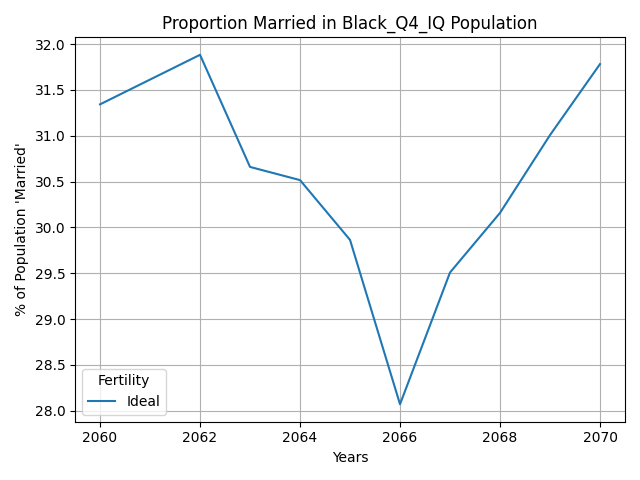 Proportion Married in Black_Q4_IQ Population
32.0
31.5
31.0
30.5
30.0
29.5
29.0
28.5
28.0
% of Population 'Married'
Fertility
Ideal
2060 2062 2064 2066 2068 2070
Years